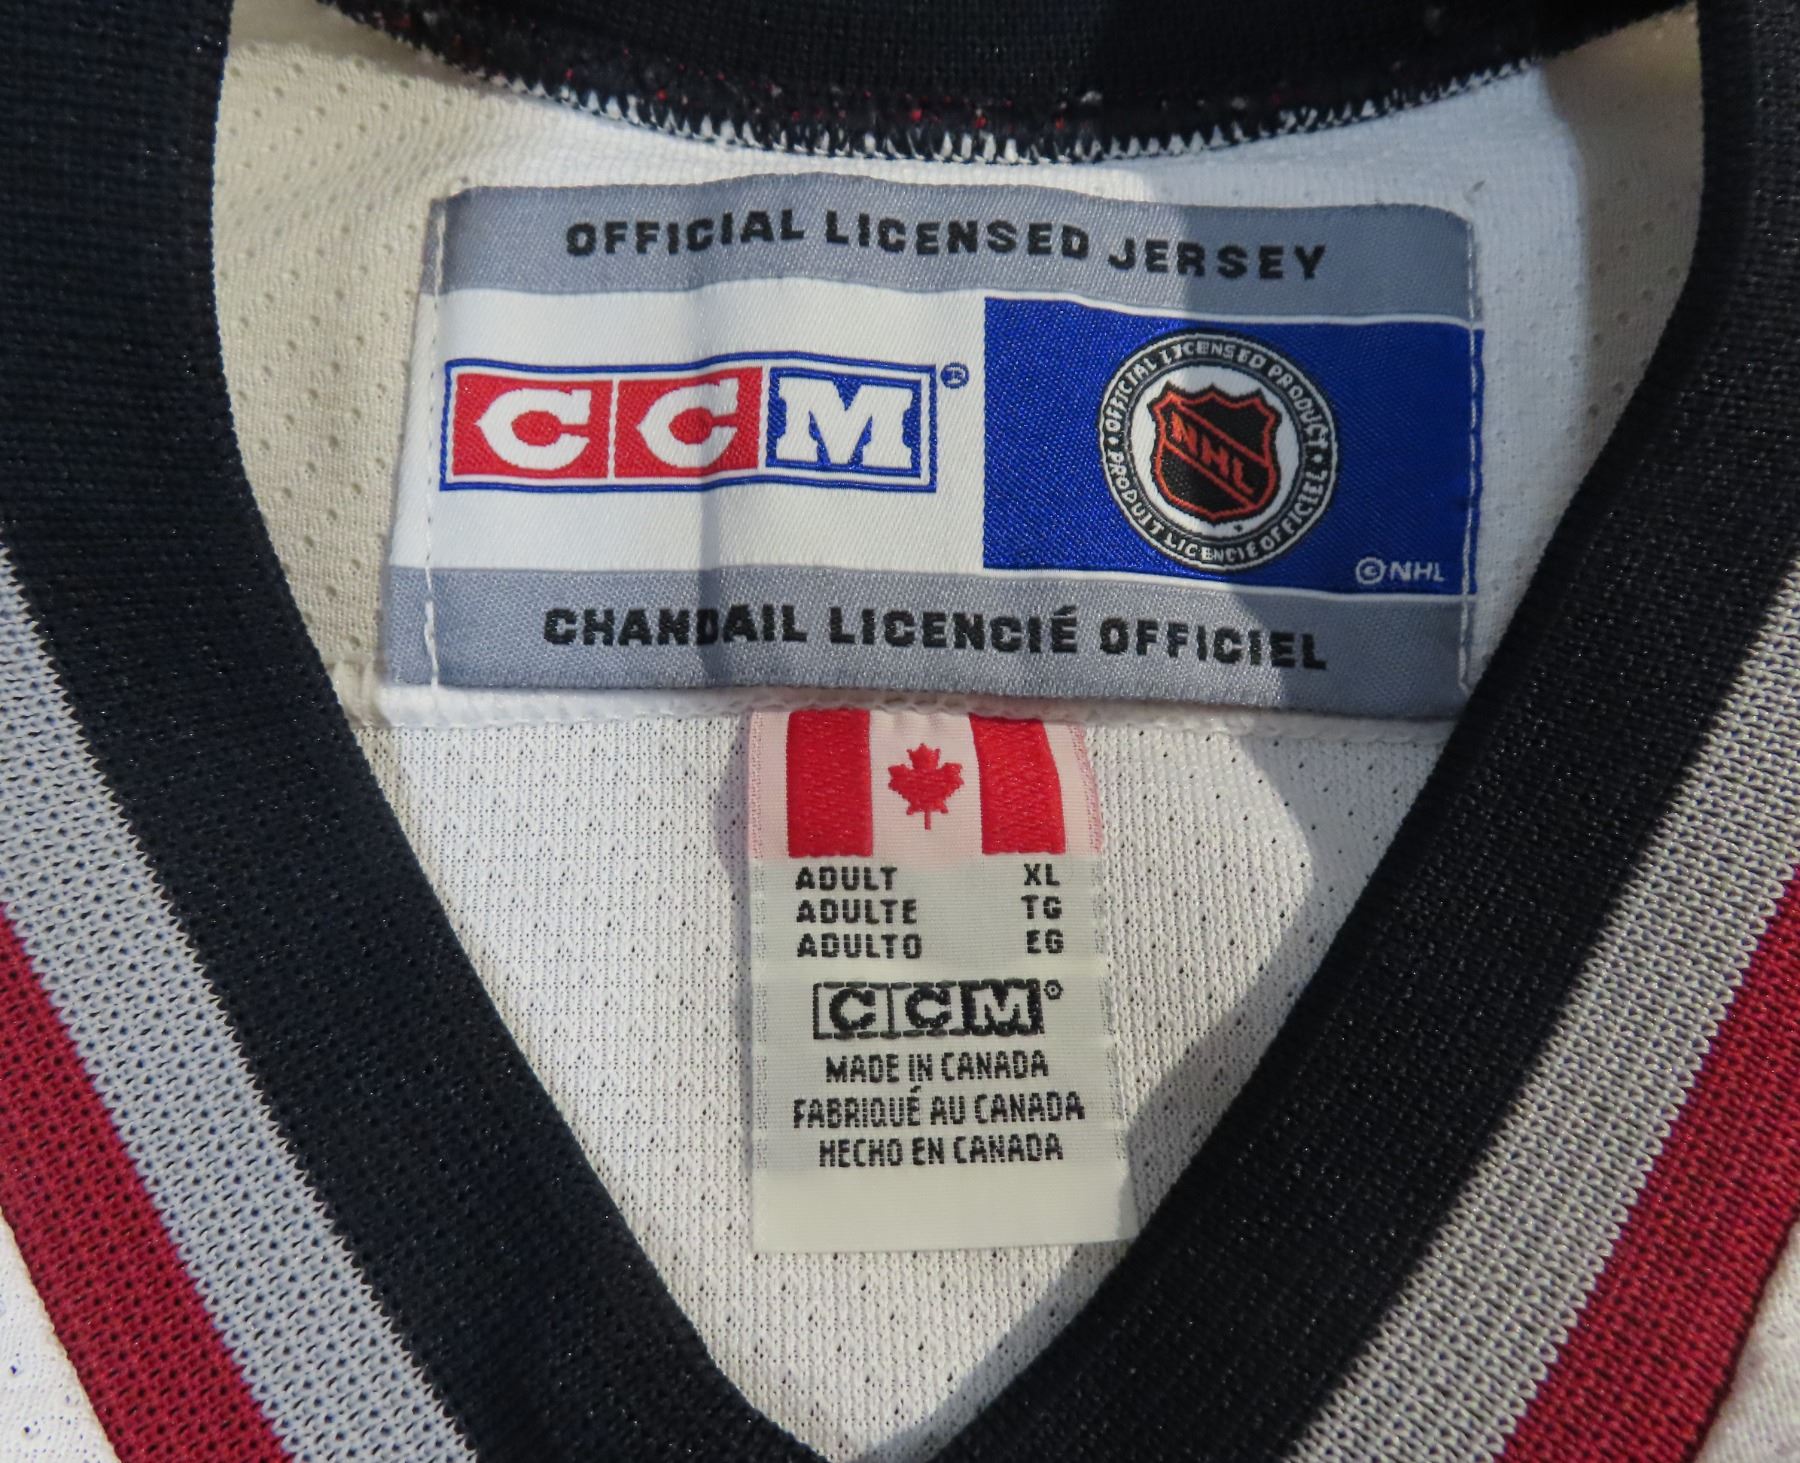 OFFICIAL LICENSED JERSEY
CCM®
OFFICIAL LICENSED PRODUCT
NHL
PRODUIT LICENCIÉ OFFICIEL
©NHL
CHANDAIL LICENCIÉ OFFICIEL
ADULT XL
ADULTE TG
ADULTO EG
CCM®
MADE IN CANADA
FABRIQUÉ AU CANADA
HECHO EN CANADA